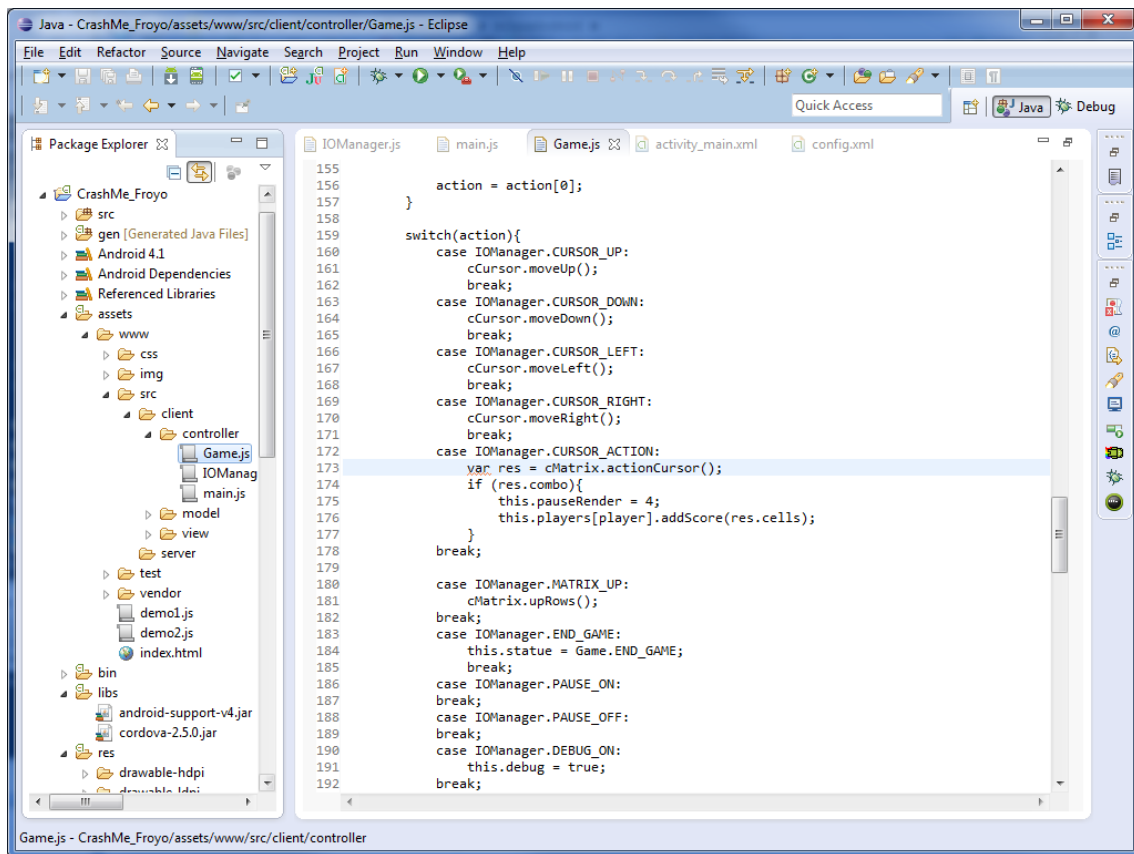 Java - CrashMe_Froyo/assets/www/src/client/controller/Game.js - Eclipse
File Edit Refactor Source Navigate Search Project Run Window Help
Quick Access
Java
Debug
Package Explorer
CrashMe_Froyo
src
gen [Generated Java Files]
Android 4.1
Android Dependencies
Referenced Libraries
assets
www
css
img
src
client
controller
Game.js
IOManag
main.js
model
view
server
test
vendor
demo1.js
demo2.js
index.html
bin
libs
android-support-v4.jar
cordova-2.5.0.jar
res
drawable-hdpi
drawable-ldpi
IOManager.js main.js Game.js activity_main.xml config.xml
155
156 action = action[0];
157 }
158
159 switch(action){
160 case IOManager.CURSOR_UP:
161 cCursor.moveUp();
162 break;
163 case IOManager.CURSOR_DOWN:
164 cCursor.moveDown();
165 break;
166 case IOManager.CURSOR_LEFT:
167 cCursor.moveLeft();
168 break;
169 case IOManager.CURSOR_RIGHT:
170 cCursor.moveRight();
171 break;
172 case IOManager.CURSOR_ACTION:
173 var res = cMatrix.actionCursor();
174 if (res.combo){
175 this.pauseRender = 4;
176 this.players[player].addScore(res.cells);
177 }
178 break;
179
180 case IOManager.MATRIX_UP:
181 cMatrix.upRows();
182 break;
183 case IOManager.END_GAME:
184 this.statue = Game.END_GAME;
185 break;
186 case IOManager.PAUSE_ON:
187 break;
188 case IOManager.PAUSE_OFF:
189 break;
190 case IOManager.DEBUG_ON:
191 this.debug = true;
192 break;
Game.js - CrashMe_Froyo/assets/www/src/client/controller